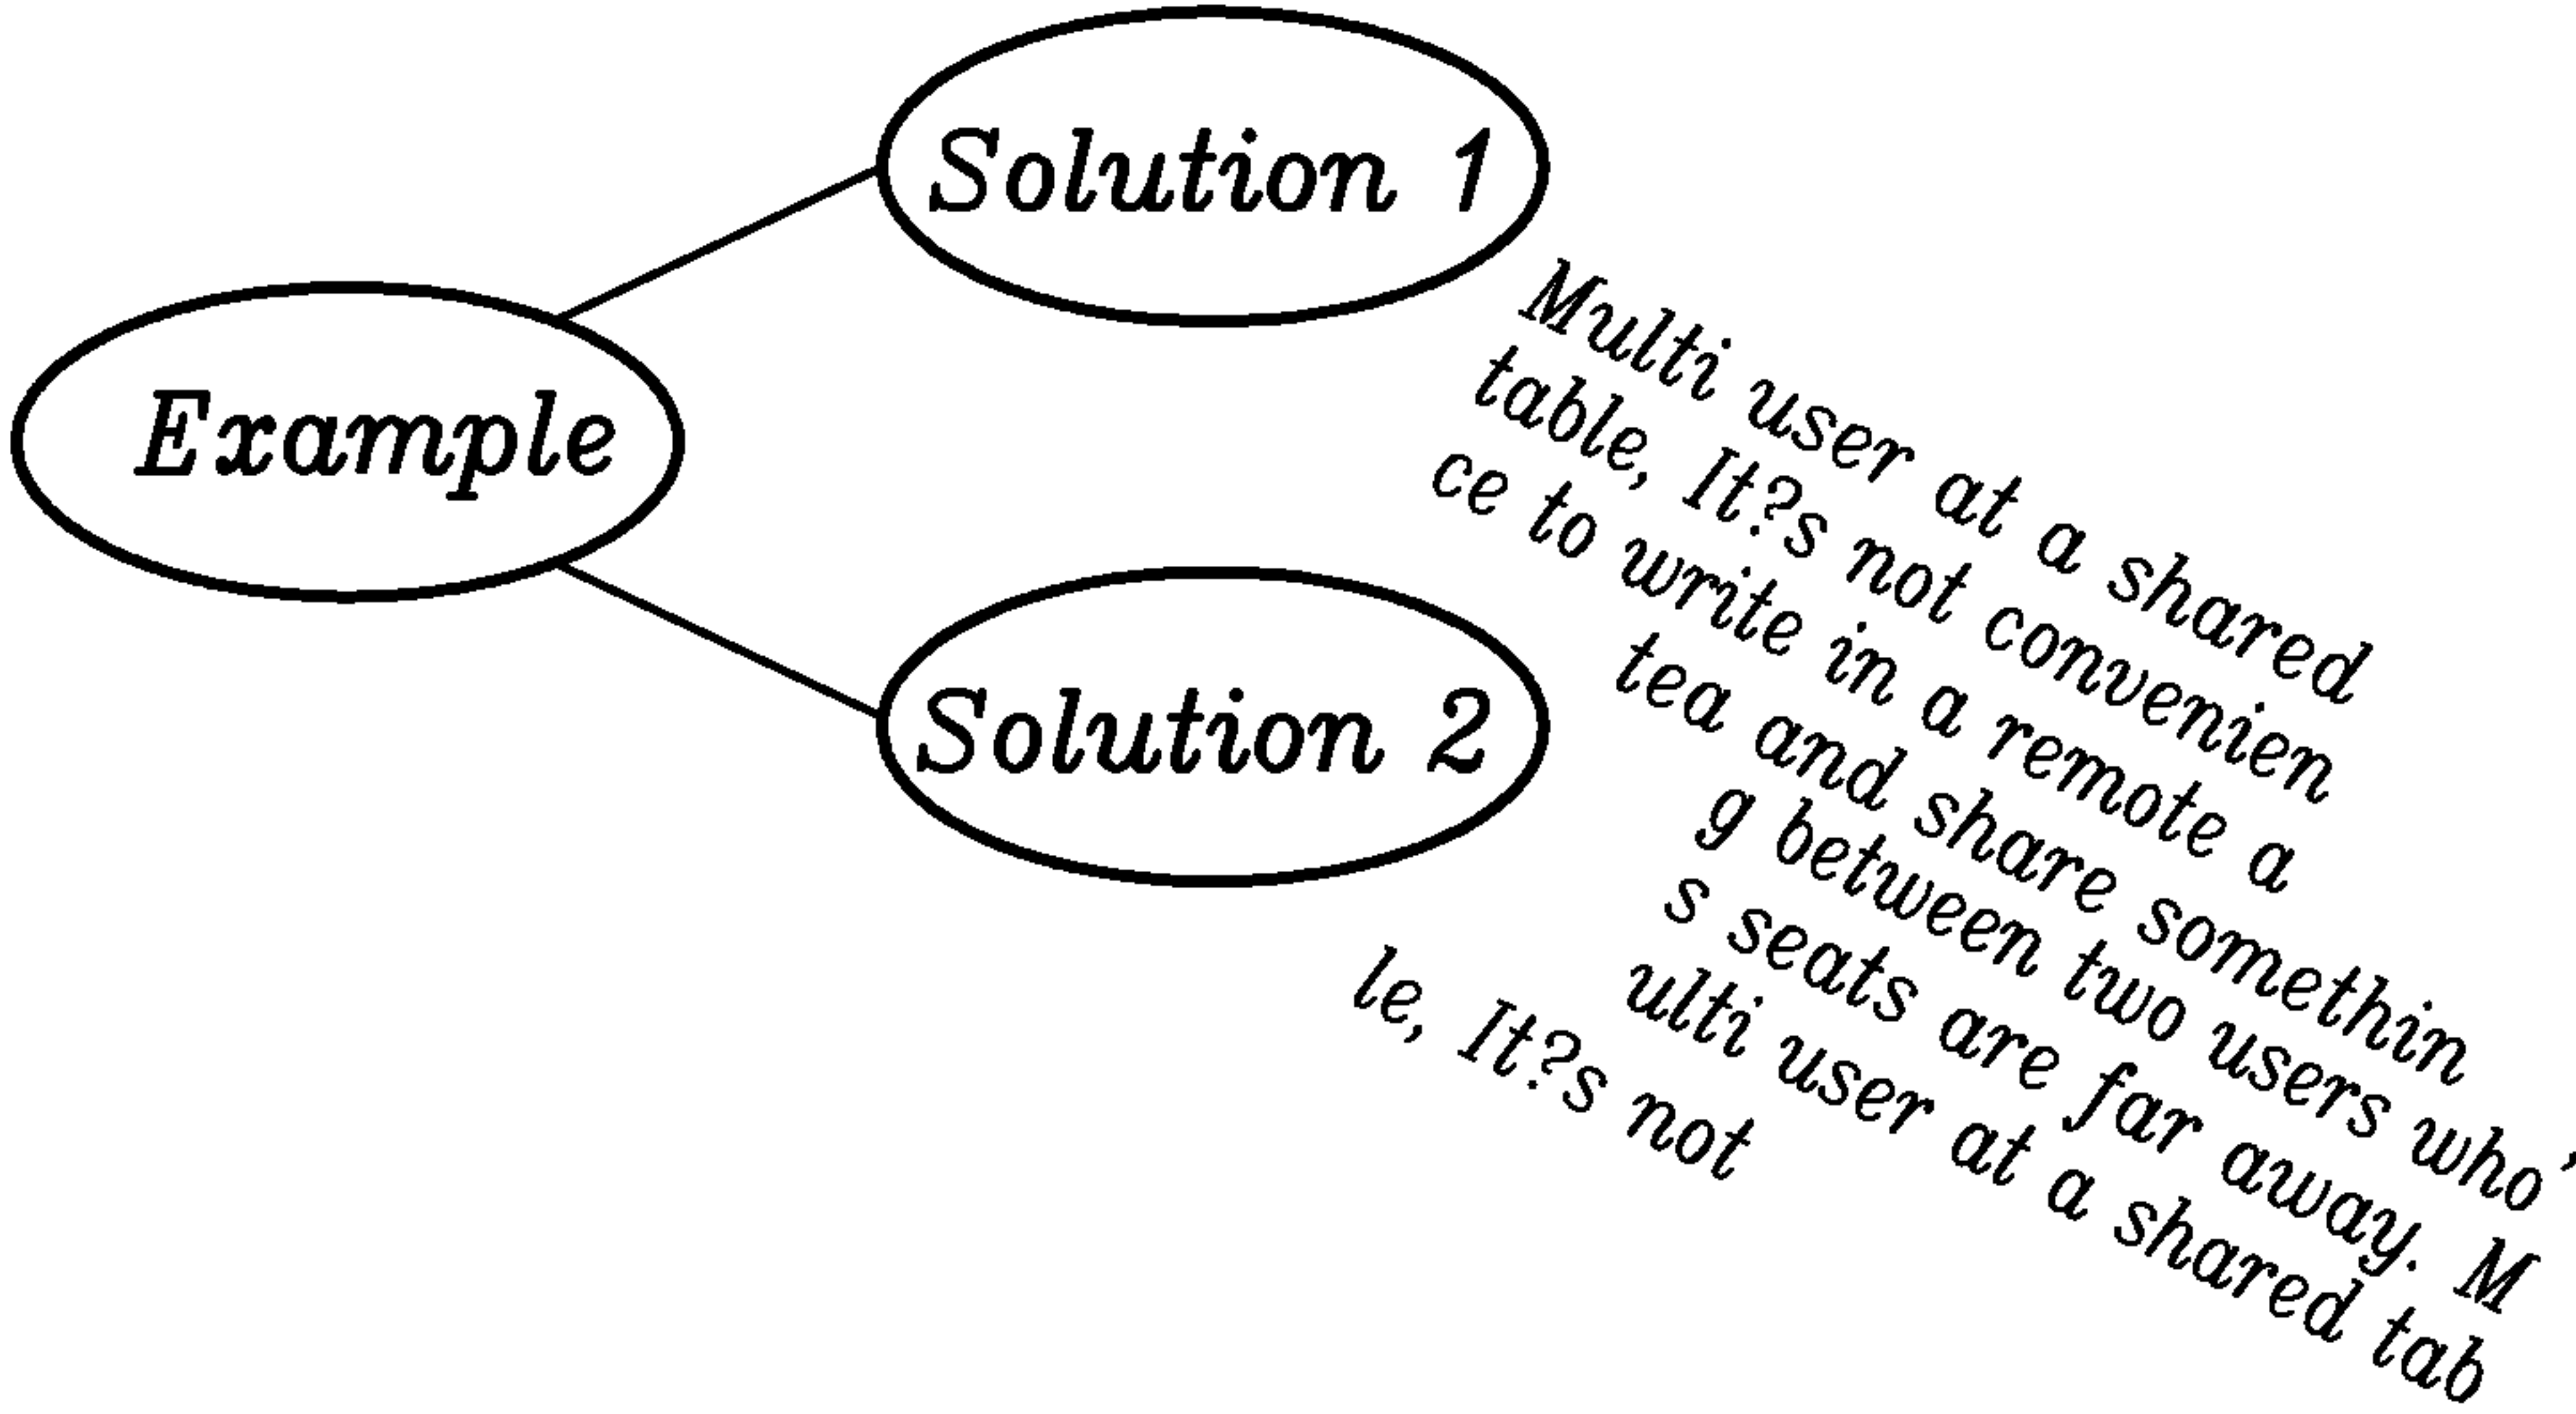 Solution 1
Example
Solution 2
Multi user at a shared
table, It?s not convenien
ce to write in a remote a
tea and share somethin
g between two users who'
s seats are far away. M
ulti user at a shared tab
le, It?s not